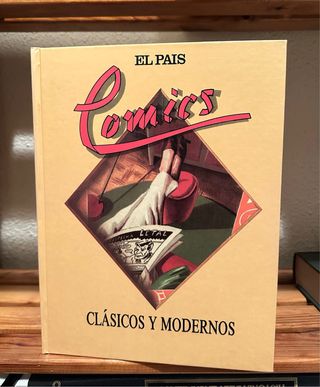 EL PAIS
Comics
CLÁSICOS Y MODERNOS